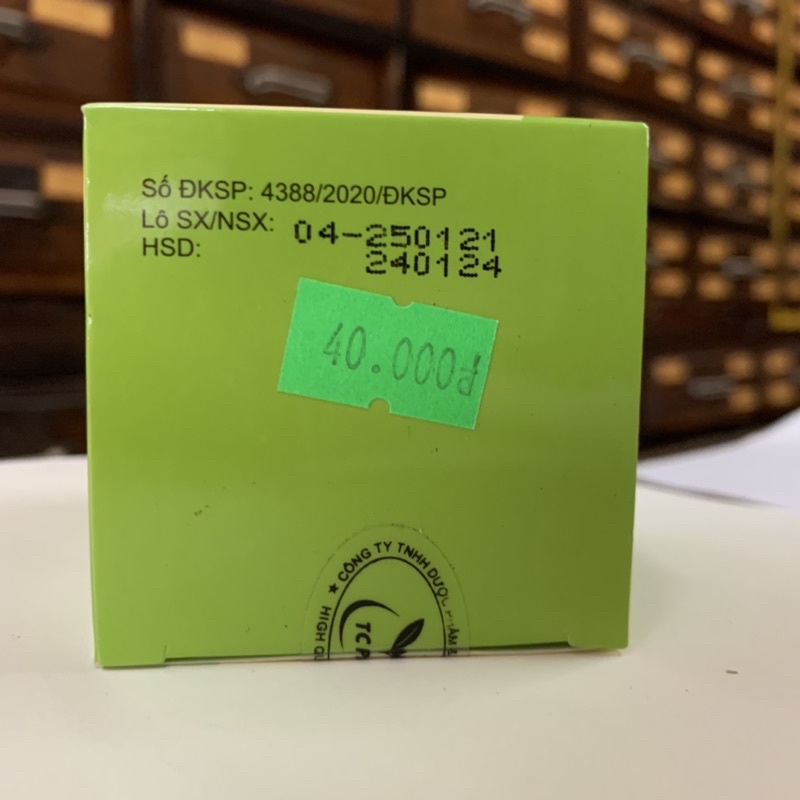 Số ĐKSP: 4388/2020/ĐKSP
Lô SX/NSX: 04-250121
HSD: 240124
40.000đ
★ CÔNG TY TNHH DƯỢC
HIGH
TC